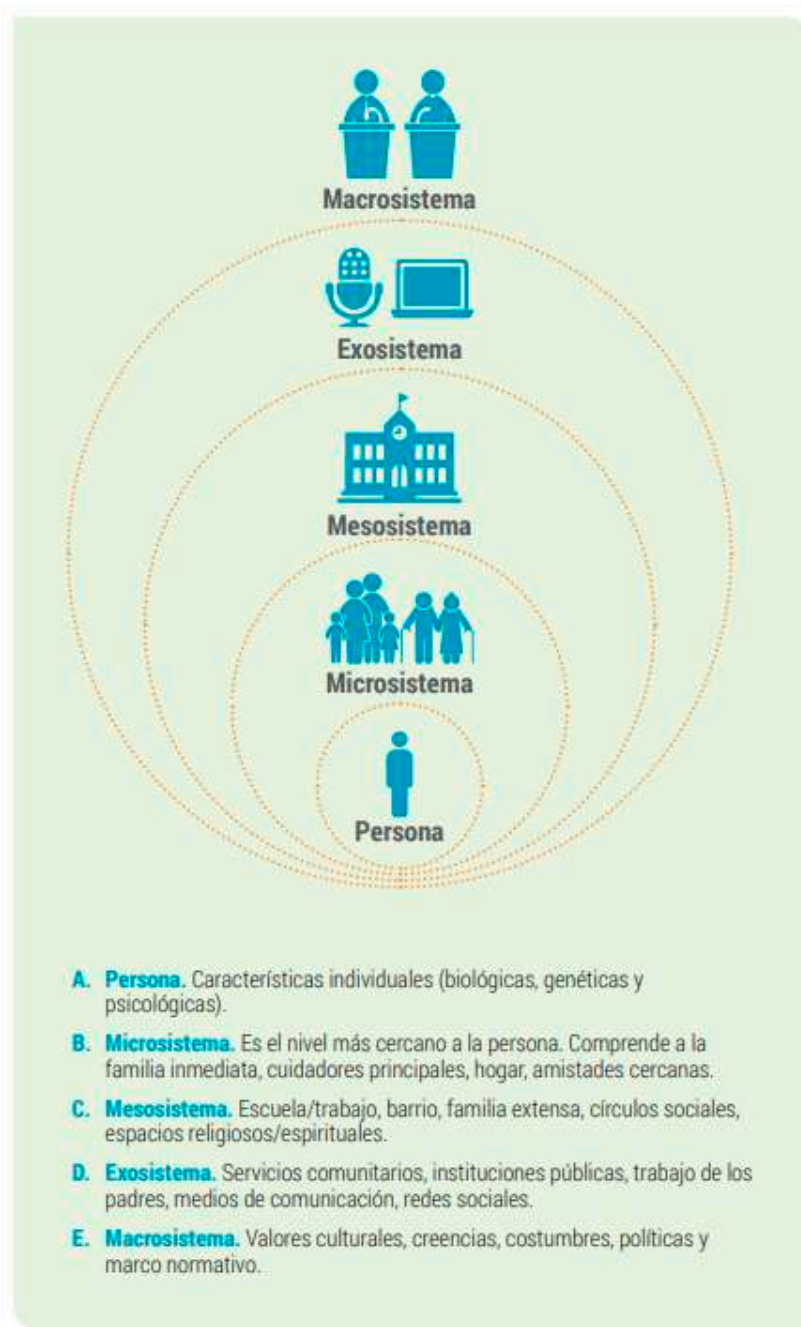 Macrosistema
Exosistema
Mesosistema
Microsistema
Persona
A. Persona. Características individuales (biológicas, genéticas y
psicológicas).
B. Microsistema. Es el nivel más cercano a la persona. Comprende a la
familia inmediata, cuidadores principales, hogar, amistades cercanas.
C. Mesosistema. Escuela/trabajo, barrio, familia extensa, círculos sociales,
espacios religiosos/espirituales.
D. Exosistema. Servicios comunitarios, instituciones públicas, trabajo de los
padres, medios de comunicación, redes sociales.
E. Macrosistema. Valores culturales, creencias, costumbres, políticas y
marco normativo.